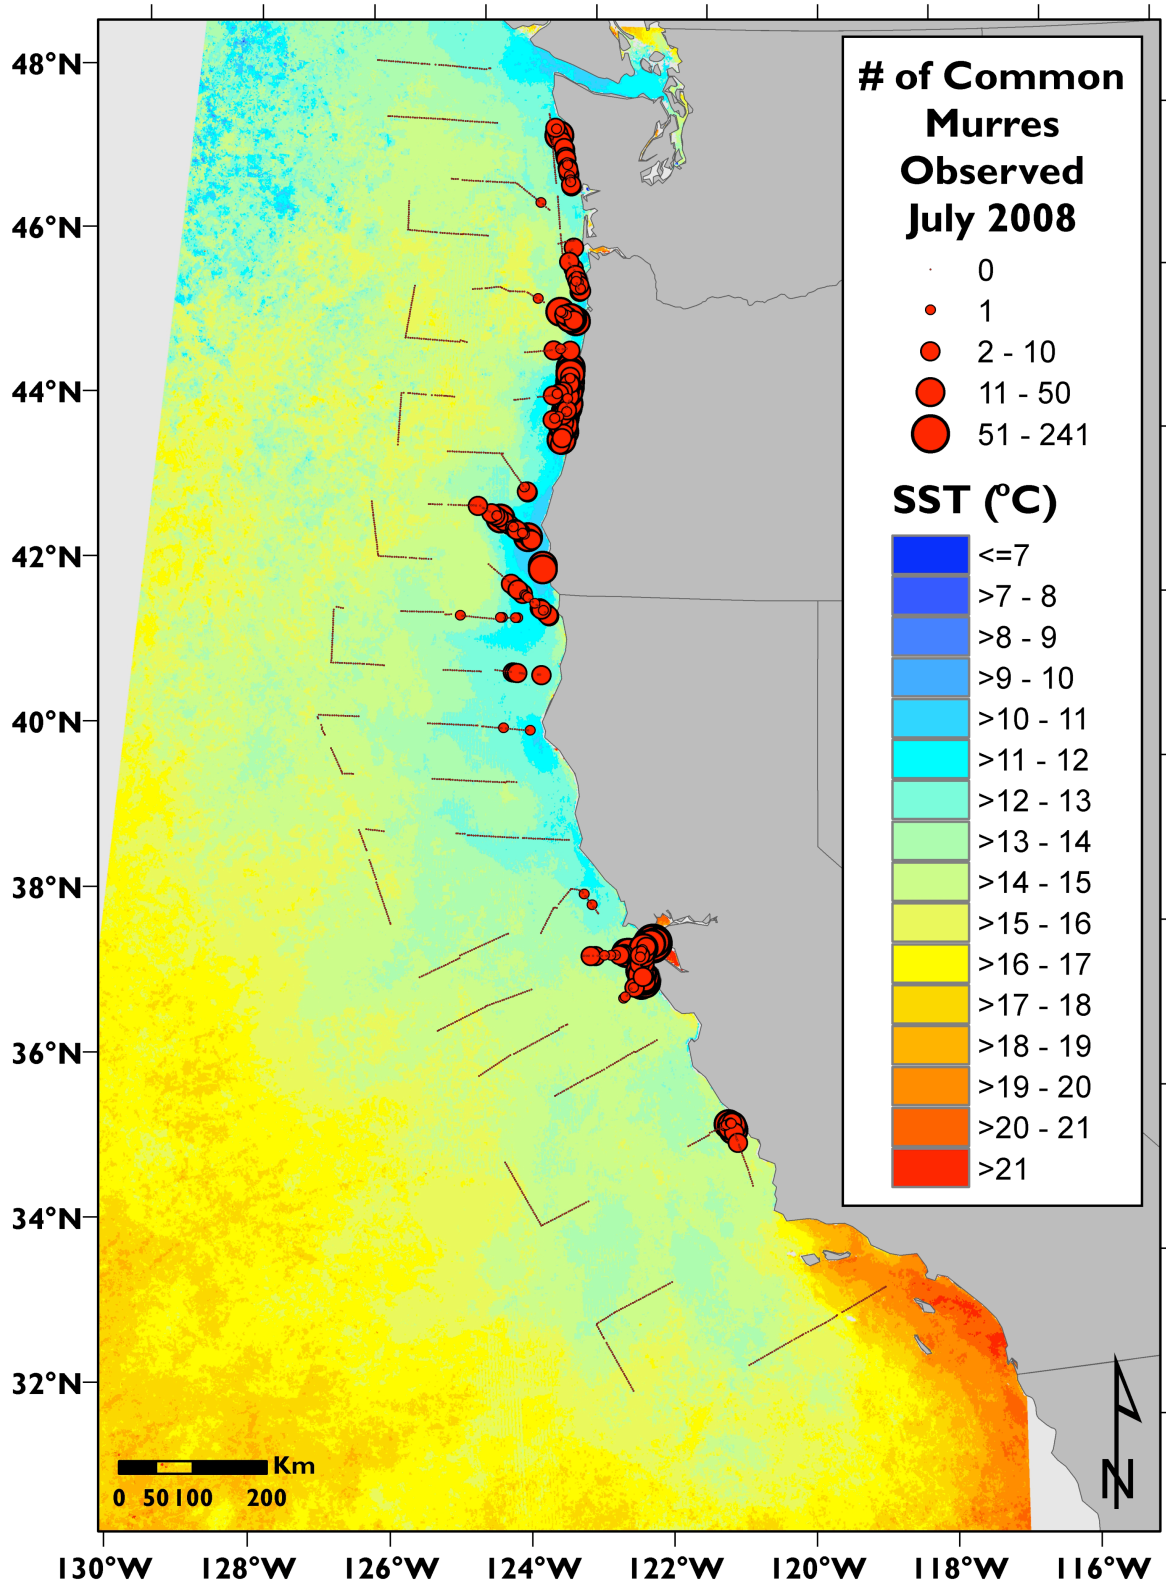 # of Common
Murres
Observed
July 2008
0
1
2 - 10
11 - 50
51 - 241
SST (°C)
<=7
>7 - 8
>8 - 9
>9 - 10
>10 - 11
>11 - 12
>12 - 13
>13 - 14
>14 - 15
>15 - 16
>16 - 17
>17 - 18
>18 - 19
>19 - 20
>20 - 21
>21
48°N
46°N
44°N
42°N
40°N
38°N
36°N
34°N
32°N
Km
0 50 100 200
N
130°W 128°W 126°W 124°W 122°W 120°W 118°W 116°W